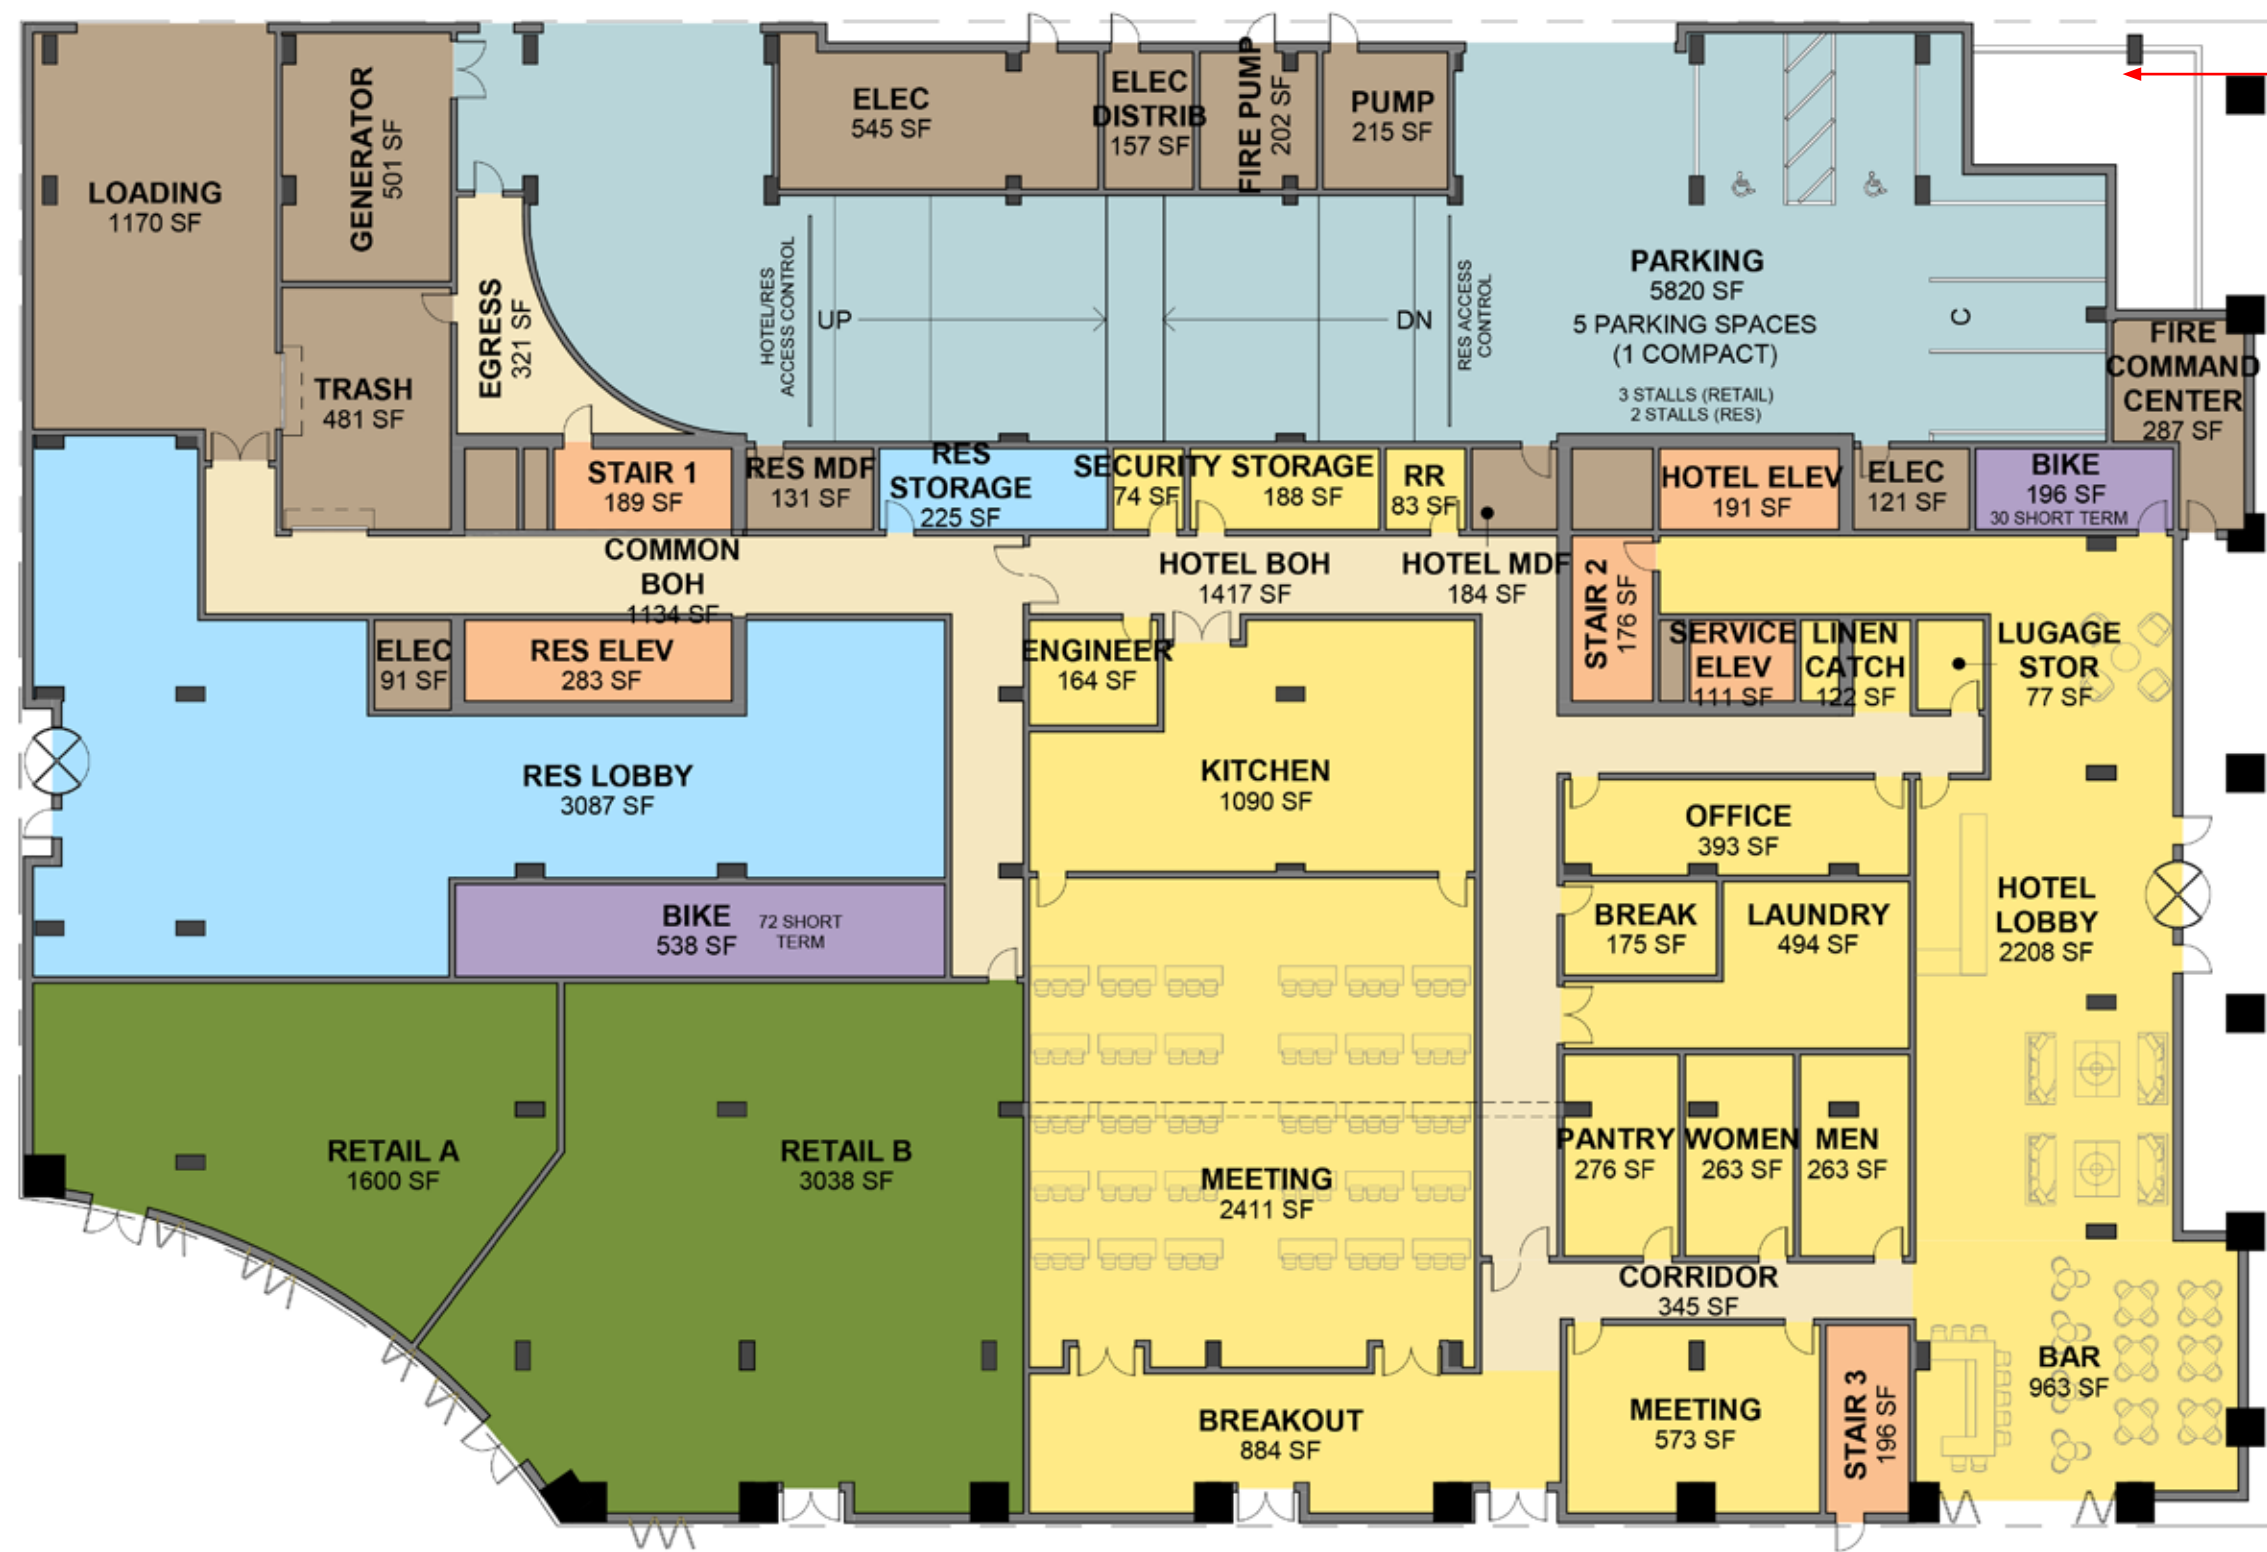 LOADING
1170 SF
GENERATOR
501 SF
ELEC
545 SF
ELEC
DISTRIB
157 SF
FIRE PUMP
202 SF
PUMP
215 SF
EGRESS
321 SF
TRASH
481 SF
HOTEL/RES
ACCESS CONTROL
UP
DN
RES ACCESS
CONTROL
PARKING
5820 SF
5 PARKING SPACES
(1 COMPACT)
3 STALLS (RETAIL)
2 STALLS (RES)
C
FIRE
COMMAND
CENTER
287 SF
STAIR 1
189 SF
RES MDF
131 SF
RES
STORAGE
225 SF
SECURITY
74 SF
STORAGE
188 SF
RR
83 SF
HOTEL ELEV
191 SF
ELEC
121 SF
BIKE
196 SF
30 SHORT TERM
COMMON
BOH
1134 SF
HOTEL BOH
1417 SF
HOTEL MDF
184 SF
STAIR 2
176 SF
ELEC
91 SF
RES ELEV
283 SF
ENGINEER
164 SF
SERVICE
ELEV
111 SF
LINEN
CATCH
122 SF
LUGAGE
STOR
77 SF
RES LOBBY
3087 SF
KITCHEN
1090 SF
OFFICE
393 SF
BIKE
538 SF
72 SHORT
TERM
BREAK
175 SF
LAUNDRY
494 SF
HOTEL
LOBBY
2208 SF
RETAIL A
1600 SF
RETAIL B
3038 SF
MEETING
2411 SF
PANTRY
276 SF
WOMEN
263 SF
MEN
263 SF
CORRIDOR
345 SF
BREAKOUT
884 SF
MEETING
573 SF
STAIR 3
196 SF
BAR
963 SF